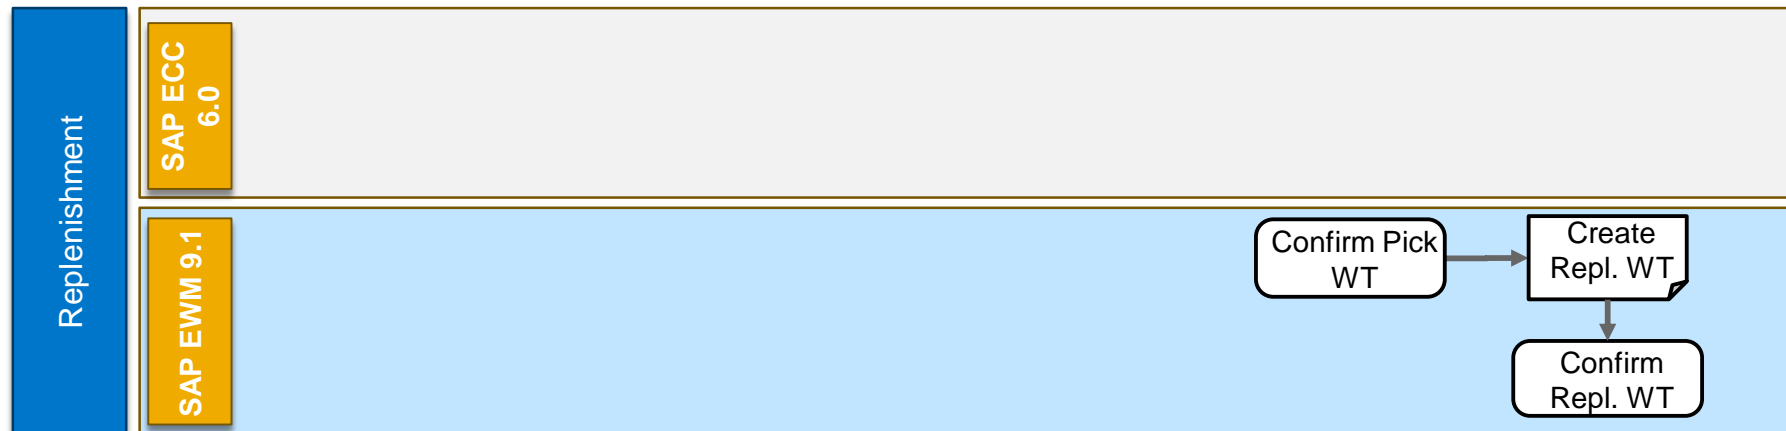 Replenishment
SAP ECC
6.0
SAP EWM 9.1
Confirm Pick
WT
Create
Repl. WT
Confirm
Repl. WT